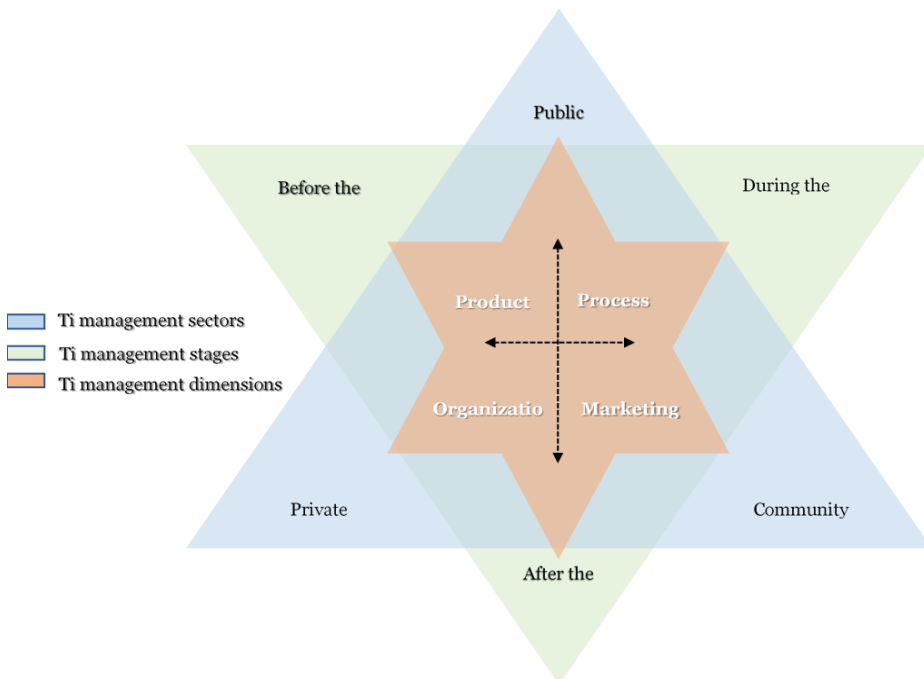 Public
Before the
During the
Product
Process
Ti management sectors
Ti management stages
Ti management dimensions
Organizatio
Marketing
Private
Community
After the